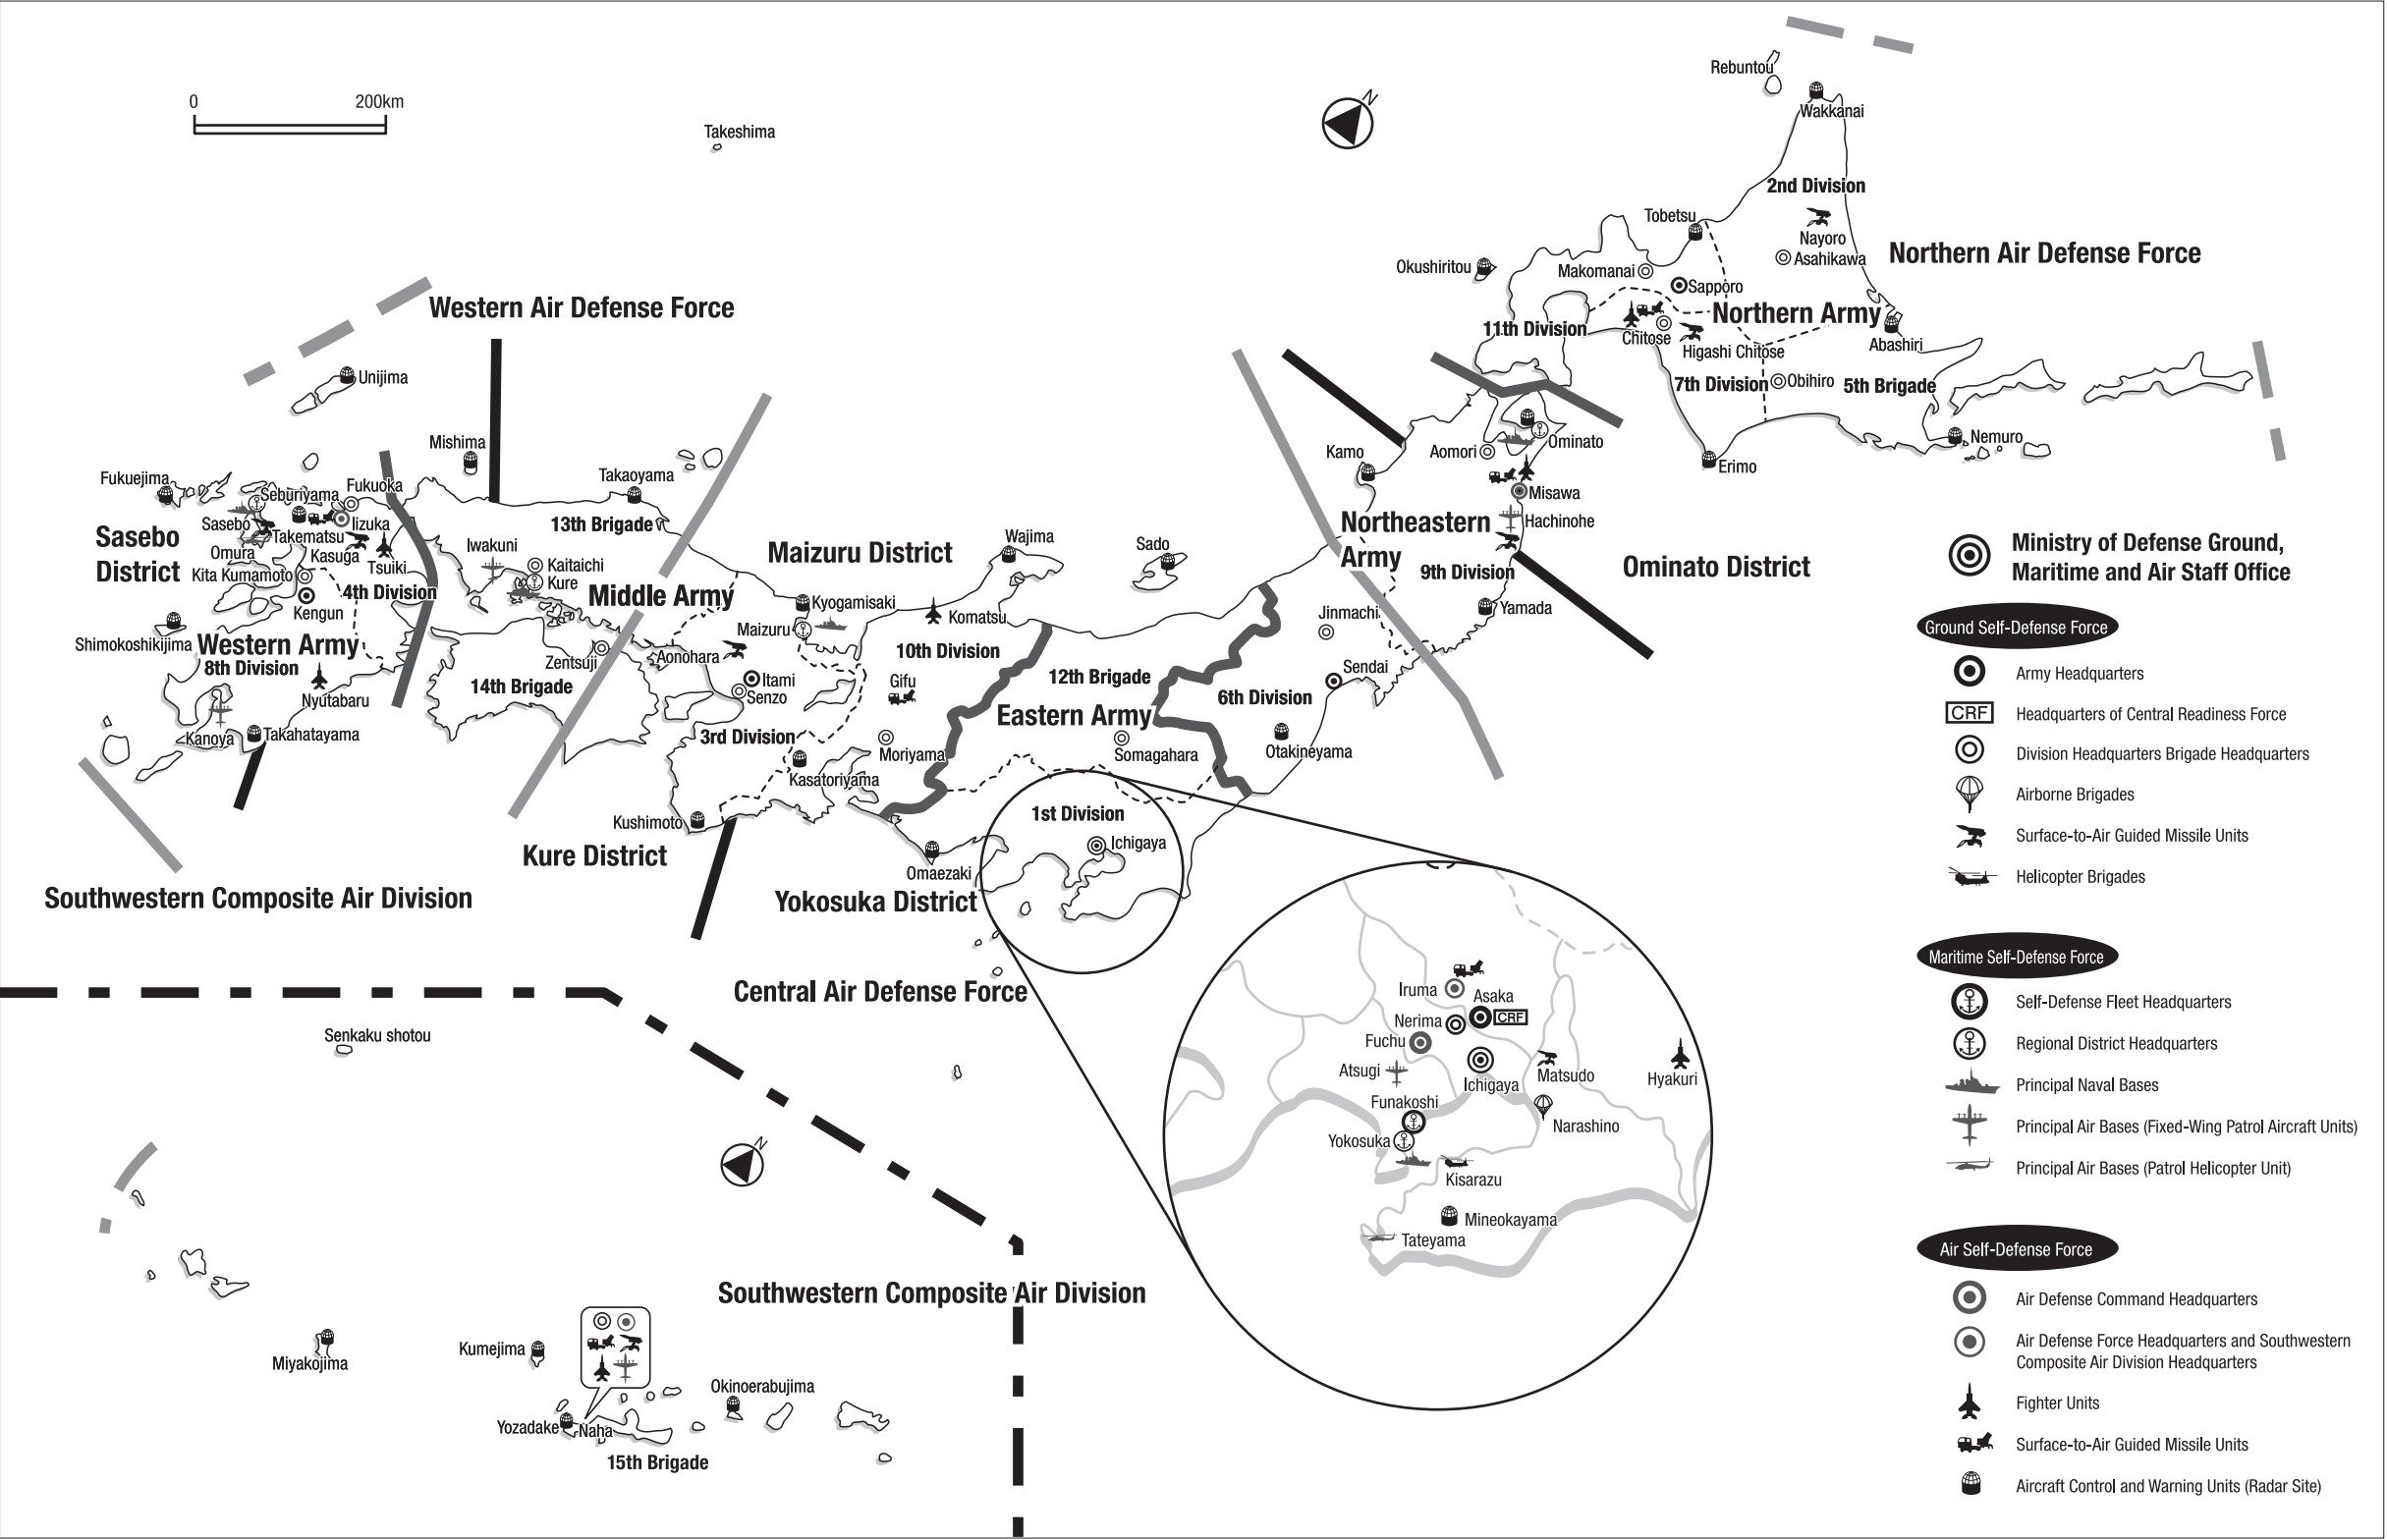 0
200km
Takeshima
N
Rebuntou
Wakkanai
2nd Division
Tobetsu
Nayoro
Asahikawa
Northern Air Defense Force
Okushiritou
Makomanai
Sapporo
Northern Army
11th Division
Chitose
Higashi Chitose
Abashiri
7th Division
Obihiro
5th Brigade
Nemuro
Erimo
Western Air Defense Force
Unijima
Mishima
Takaoyama
Fukuejima
Seburiyama
Fukuoka
Sasebo
Iizuka
Takematsu
Omura
Kasuga
Tsuiki
Sasebo
District
Kita Kumamoto
Kengun
4th Division
Shimokoshikijima
Western Army
8th Division
Nyutabaru
Kanoya
Takahatayama
13th Brigade
Iwakuni
Kaitaichi
Kure
Middle Army
Zentsuji
14th Brigade
Aonohara
Itami
Senzo
3rd Division
Kushimoto
Kure District
Maizuru District
Wajima
Sado
Kyogamisaki
Maizuru
Komatsu
10th Division
Gifu
Moriyama
Kasatoriyama
12th Brigade
Eastern Army
Somagahara
6th Division
Otakineyama
Kamo
Aomori
Ominato
Misawa
Hachinohe
Northeastern
Army
9th Division
Ominato District
Jinmachi
Yamada
Sendai
1st Division
Ichigaya
Omaezaki
Yokosuka District
Southwestern Composite Air Division
Central Air Defense Force
Senkaku shotou
N
Southwestern Composite Air Division
Miyakojima
Kumejima
Okinoerabujima
Yozadake
Naha
15th Brigade
Iruma
Asaka
Nerima
CRF
Fuchu
Atsugi
Ichigaya
Matsudo
Hyakuri
Funakoshi
Narashino
Yokosuka
Kisarazu
Mineokayama
Tateyama
Ministry of Defense Ground,
Maritime and Air Staff Office
Ground Self-Defense Force
Army Headquarters
CRF Headquarters of Central Readiness Force
Division Headquarters Brigade Headquarters
Airborne Brigades
Surface-to-Air Guided Missile Units
Helicopter Brigades
Maritime Self-Defense Force
Self-Defense Fleet Headquarters
Regional District Headquarters
Principal Naval Bases
Principal Air Bases (Fixed-Wing Patrol Aircraft Units)
Principal Air Bases (Patrol Helicopter Unit)
Air Self-Defense Force
Air Defense Command Headquarters
Air Defense Force Headquarters and Southwestern
Composite Air Division Headquarters
Fighter Units
Surface-to-Air Guided Missile Units
Aircraft Control and Warning Units (Radar Site)